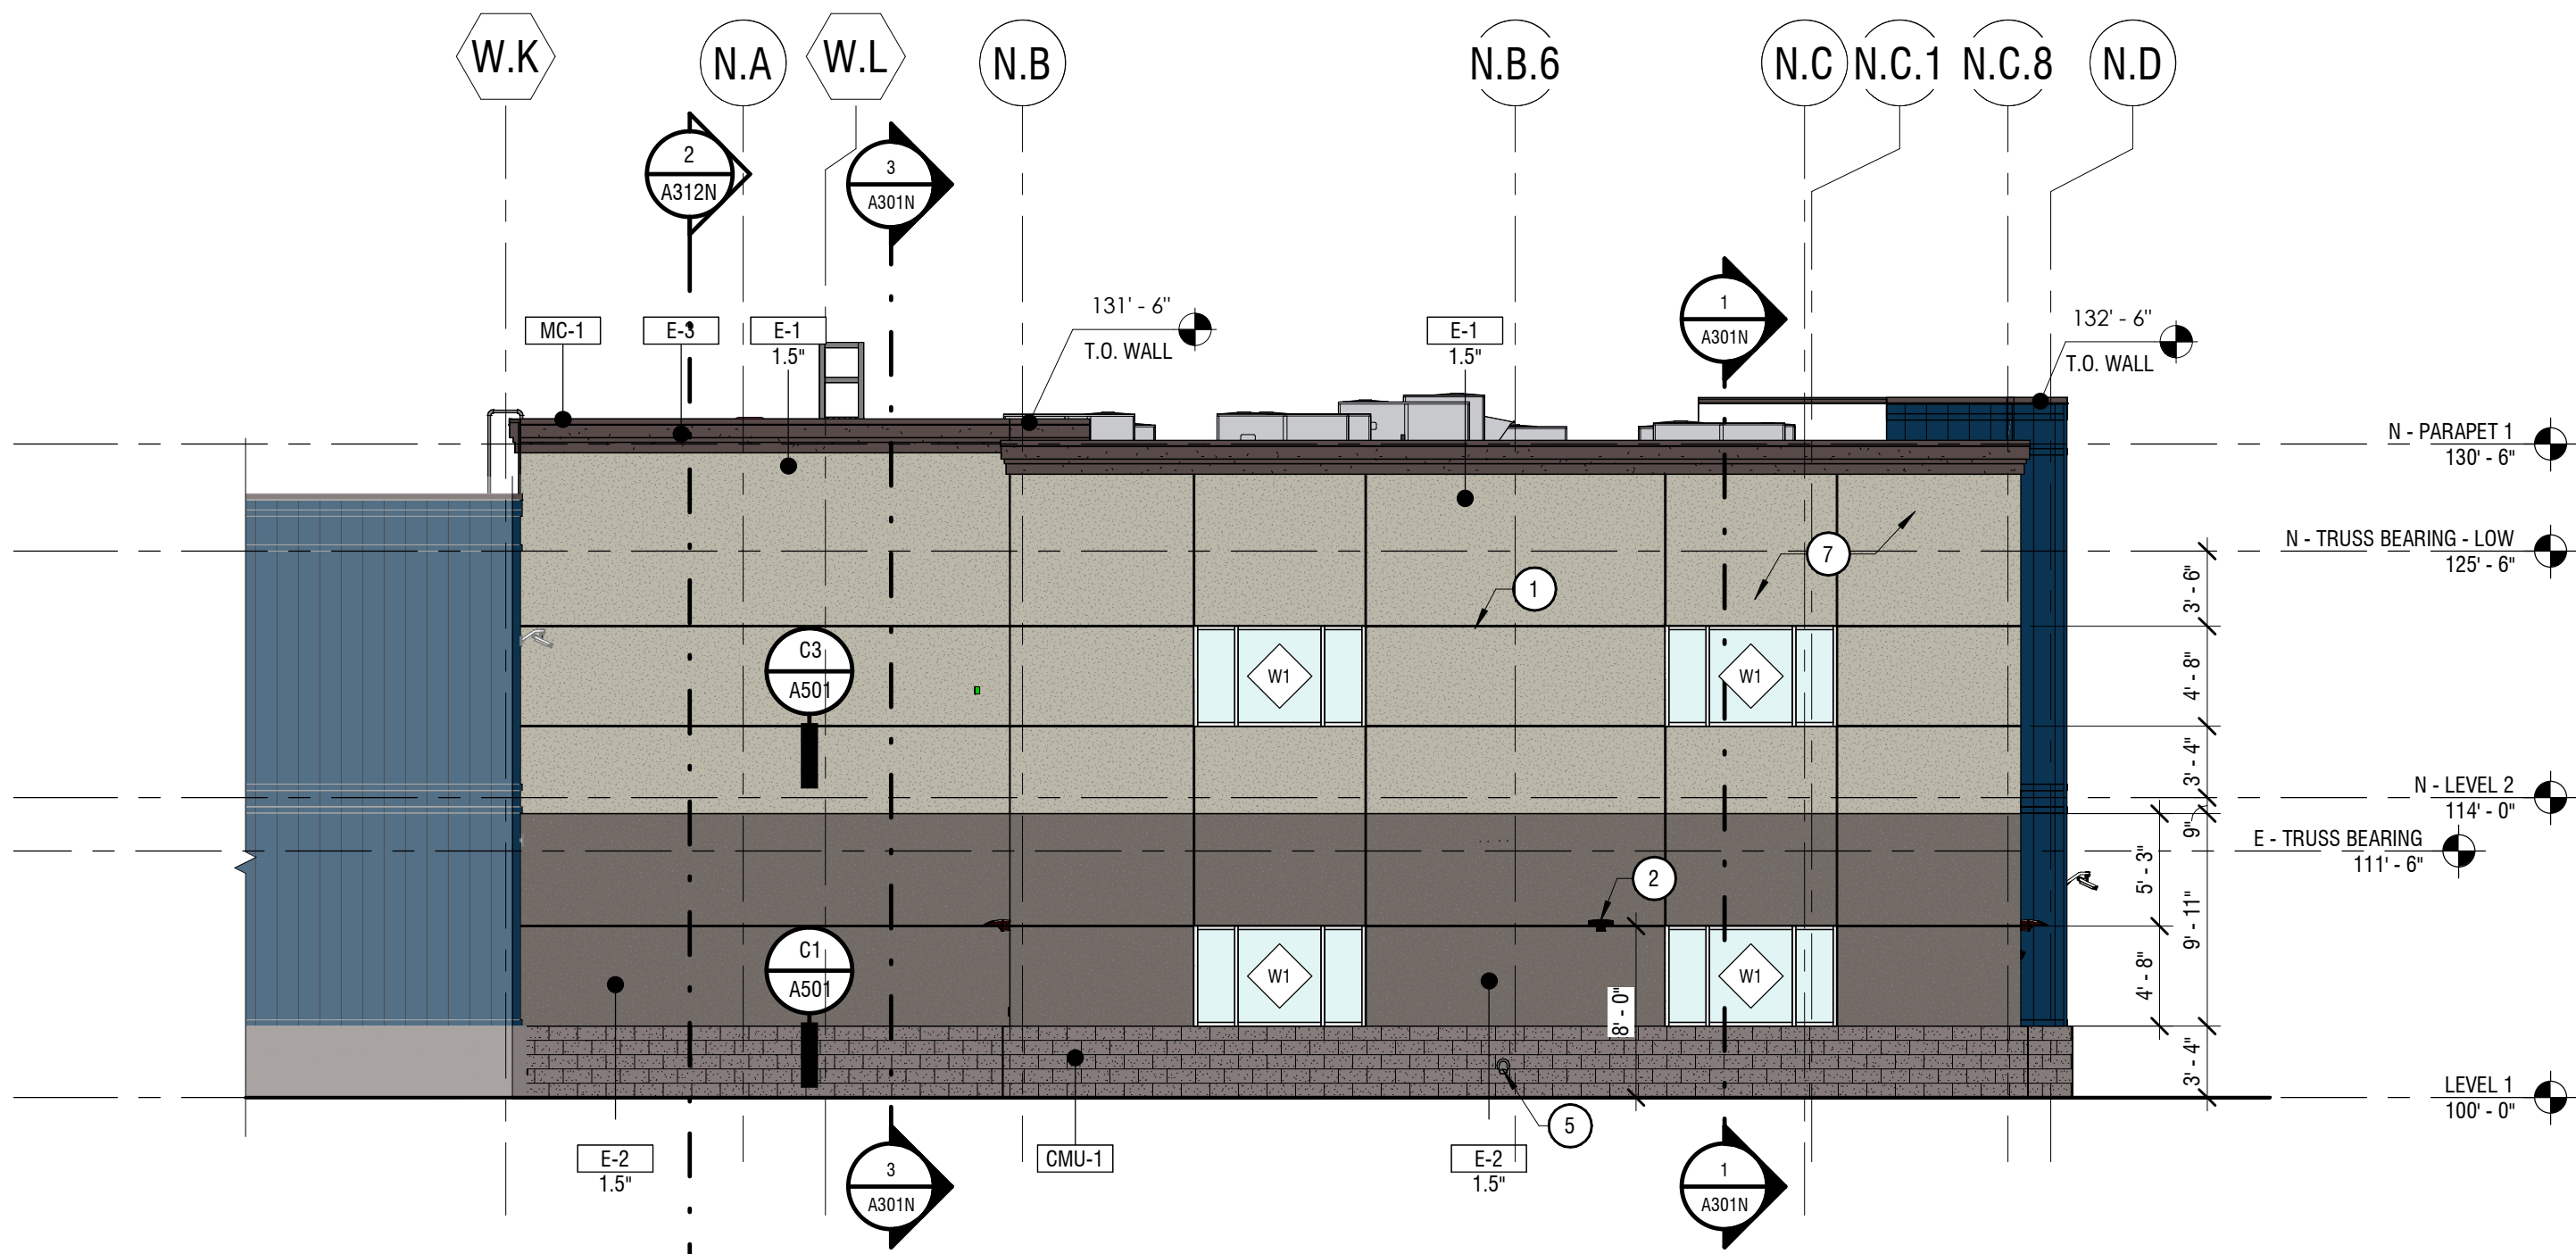 W.K
N.A
W.L
N.B
N.B.6
N.C
N.C.1
N.C.8
N.D
2
A312N
3
A301N
1
A301N
MC-1
E-3
E-1
1.5"
131' - 6"
T.O. WALL
E-1
1.5"
132' - 6"
T.O. WALL
N - PARAPET 1
130' - 6"
N - TRUSS BEARING - LOW
125' - 6"
7
1
3' - 6"
C3
A501
W1
W1
4' - 8"
3' - 4"
N - LEVEL 2
114' - 0"
9"
E - TRUSS BEARING
111' - 6"
5' - 3"
2
9' - 11"
C1
A501
W1
W1
4' - 8"
8' - 0"
3' - 4"
LEVEL 1
100' - 0"
5
E-2
1.5"
3
A301N
CMU-1
E-2
1.5"
1
A301N